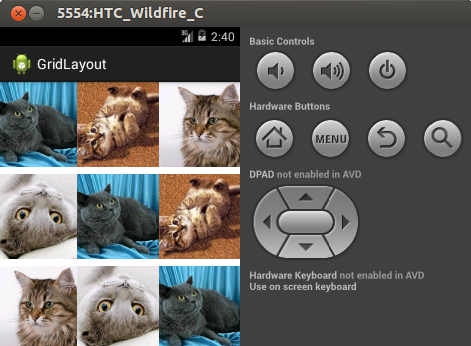 5554:HTC_Wildfire_C
3G 2:40
GridLayout
Basic Controls
Hardware Buttons
MENU
DPAD not enabled in AVD
Hardware Keyboard not enabled in AVD
Use on screen keyboard